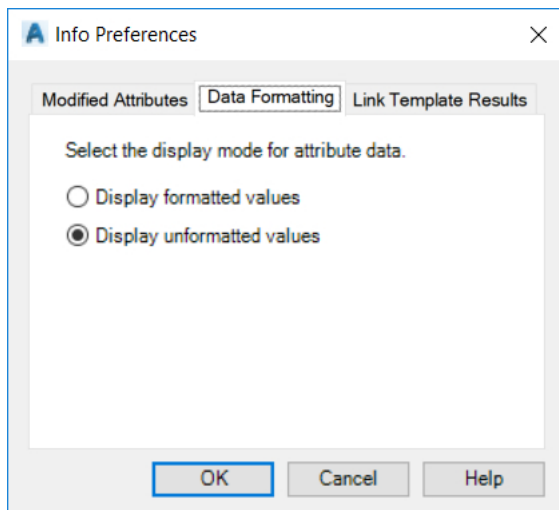 Info Preferences
Modified Attributes Data Formatting Link Template Results
Select the display mode for attribute data.
Display formatted values
Display unformatted values
OK Cancel Help